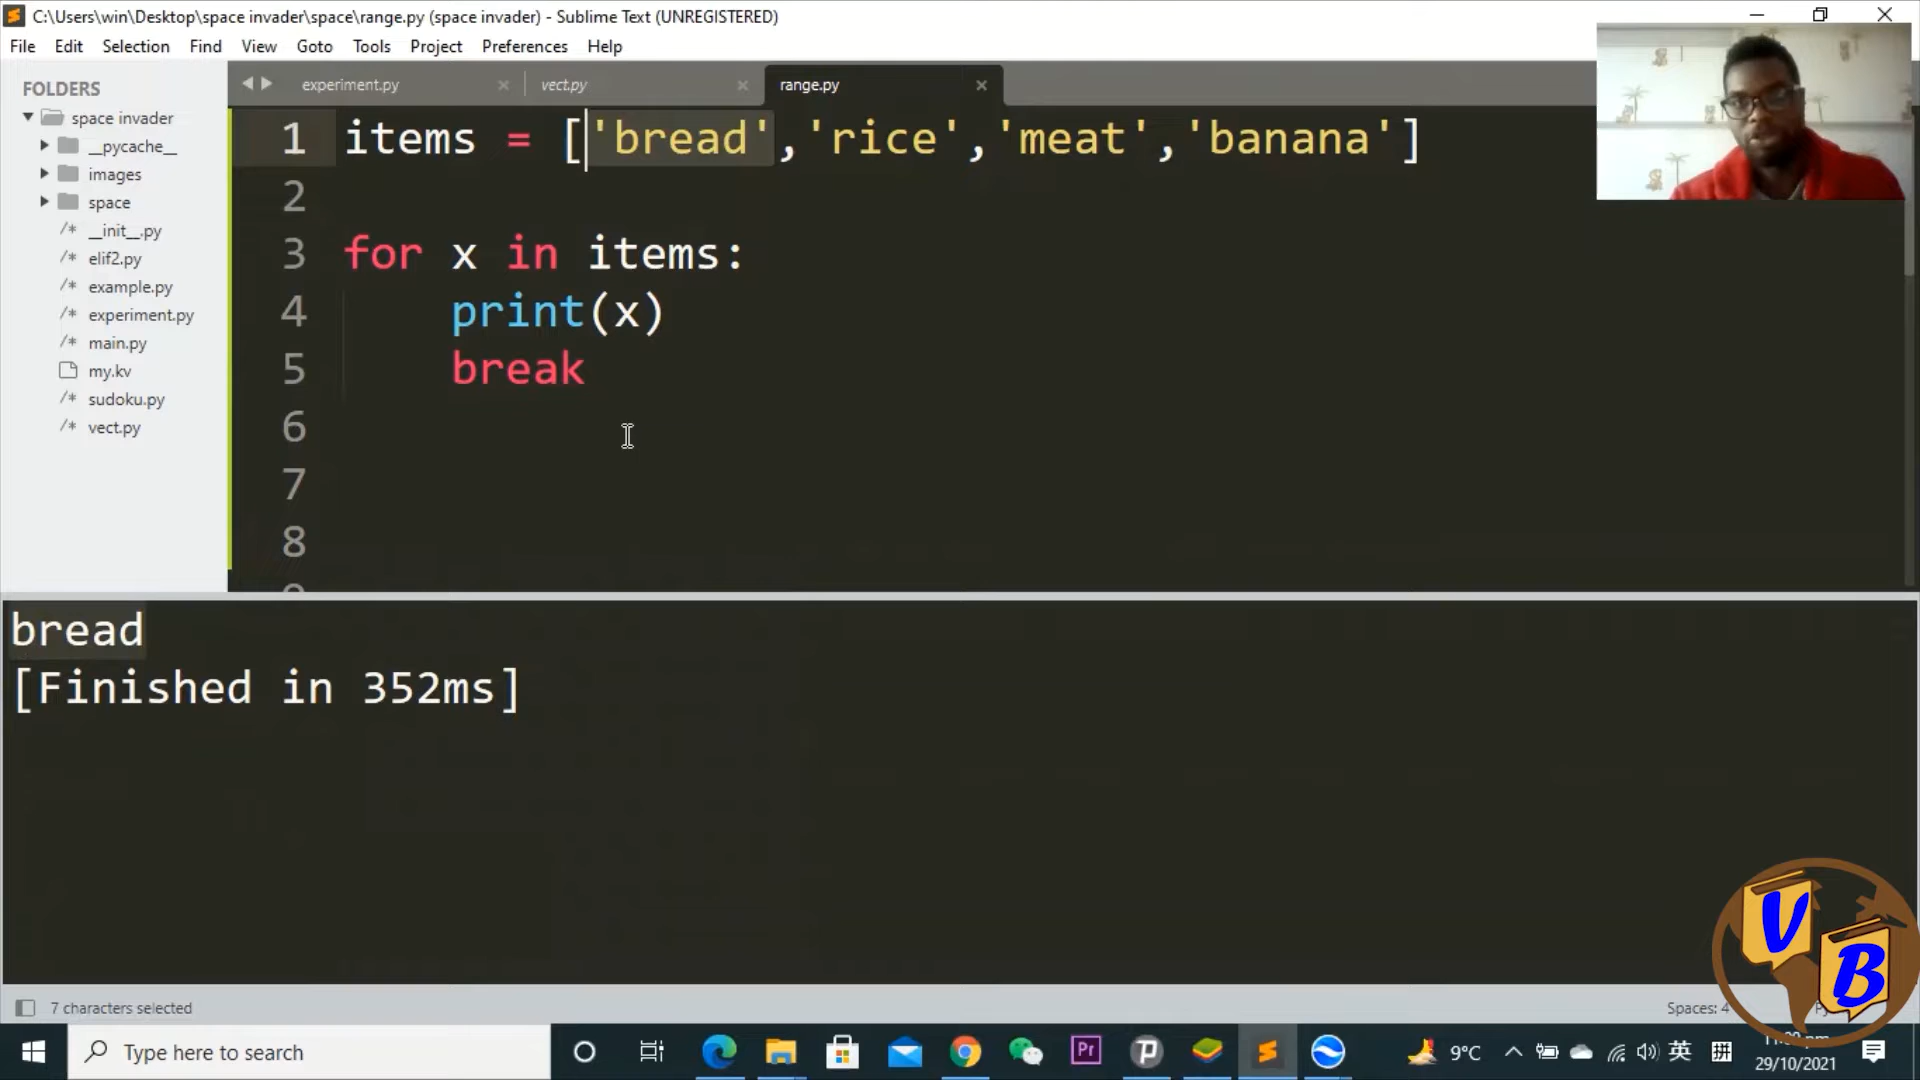 C:\Users\win\Desktop\space invader\space\range.py (space invader) - Sublime Text (UNREGISTERED)
File Edit Selection Find View Goto Tools Project Preferences Help
FOLDERS
space invader
__pycache__
images
space
/* __init__.py
/* elif2.py
/* example.py
/* experiment.py
/* main.py
my.kv
/* sudoku.py
/* vect.py
experiment.py vect.py range.py
1 items = ['bread','rice','meat','banana']
2
3 for x in items:
4 print(x)
5 break
6
7
8
bread
[Finished in 352ms]
7 characters selected
Spaces: 4
V
B
Type here to search
Pr
9°C
英
拼
29/10/2021